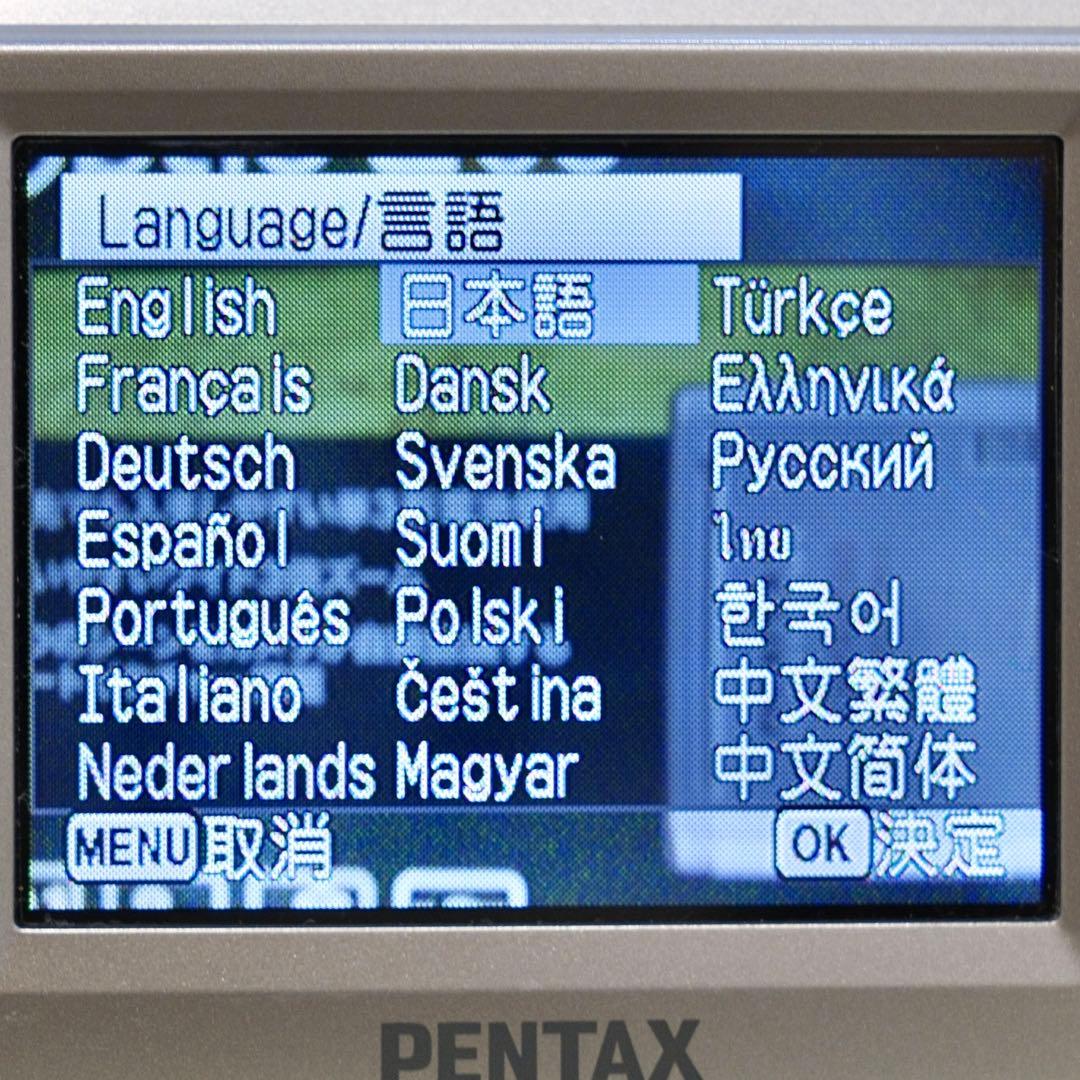 Language/言語
English 日本語 Türkçe
Français Dansk Ελληνικά
Deutsch Svenska Русский
Español Suomi ไทย
Português Polski 한국어
Italiano Čeština 中文繁體
Nederlands Magyar 中文简体
MENU取消 OK決定
PENTAX